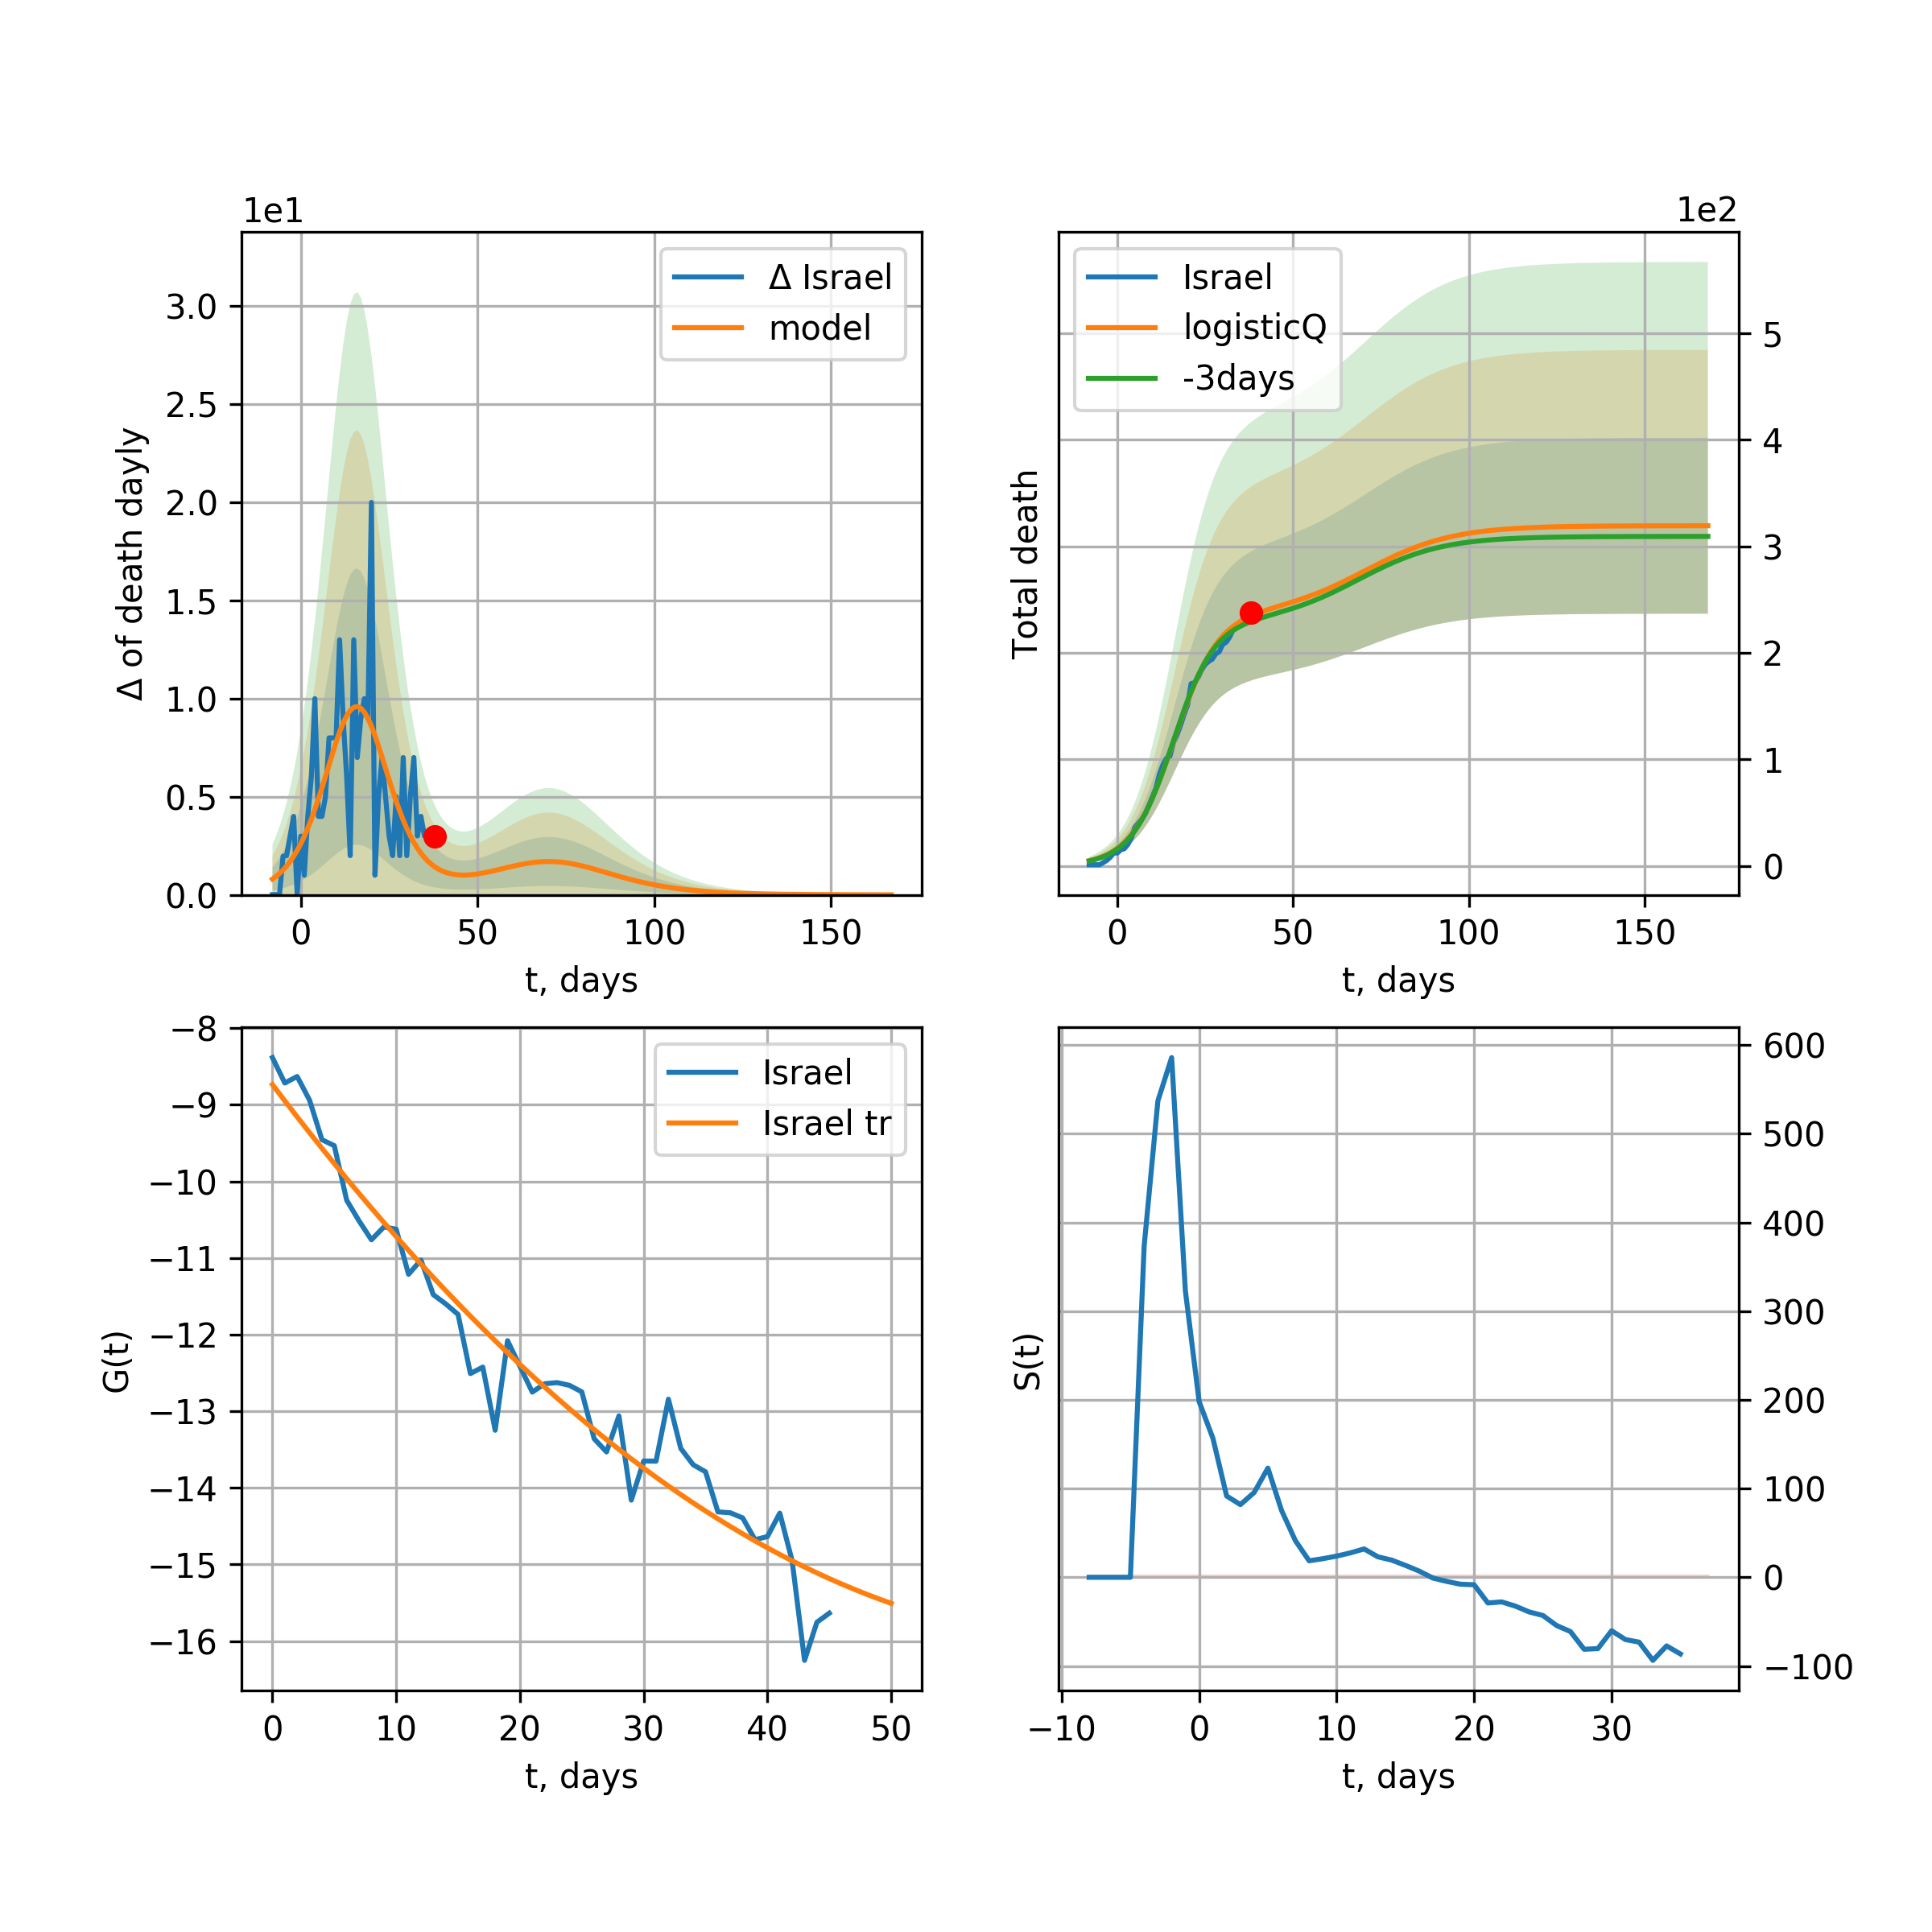 1e1
Δ Israel
model
3.0
2.5
2.0
1.5
1.0
0.5
0.0
Δ of death dayly
0 50 100 150
t, days
1e2
Israel
logisticQ
-3days
5
4
3
2
1
0
Total death
0 50 100 150
t, days
−8
−9
−10
−11
−12
−13
−14
−15
−16
G(t)
Israel
Israel tr
0 10 20 30 40 50
t, days
600
500
400
300
200
100
0
−100
S(t)
−10 0 10 20 30
t, days